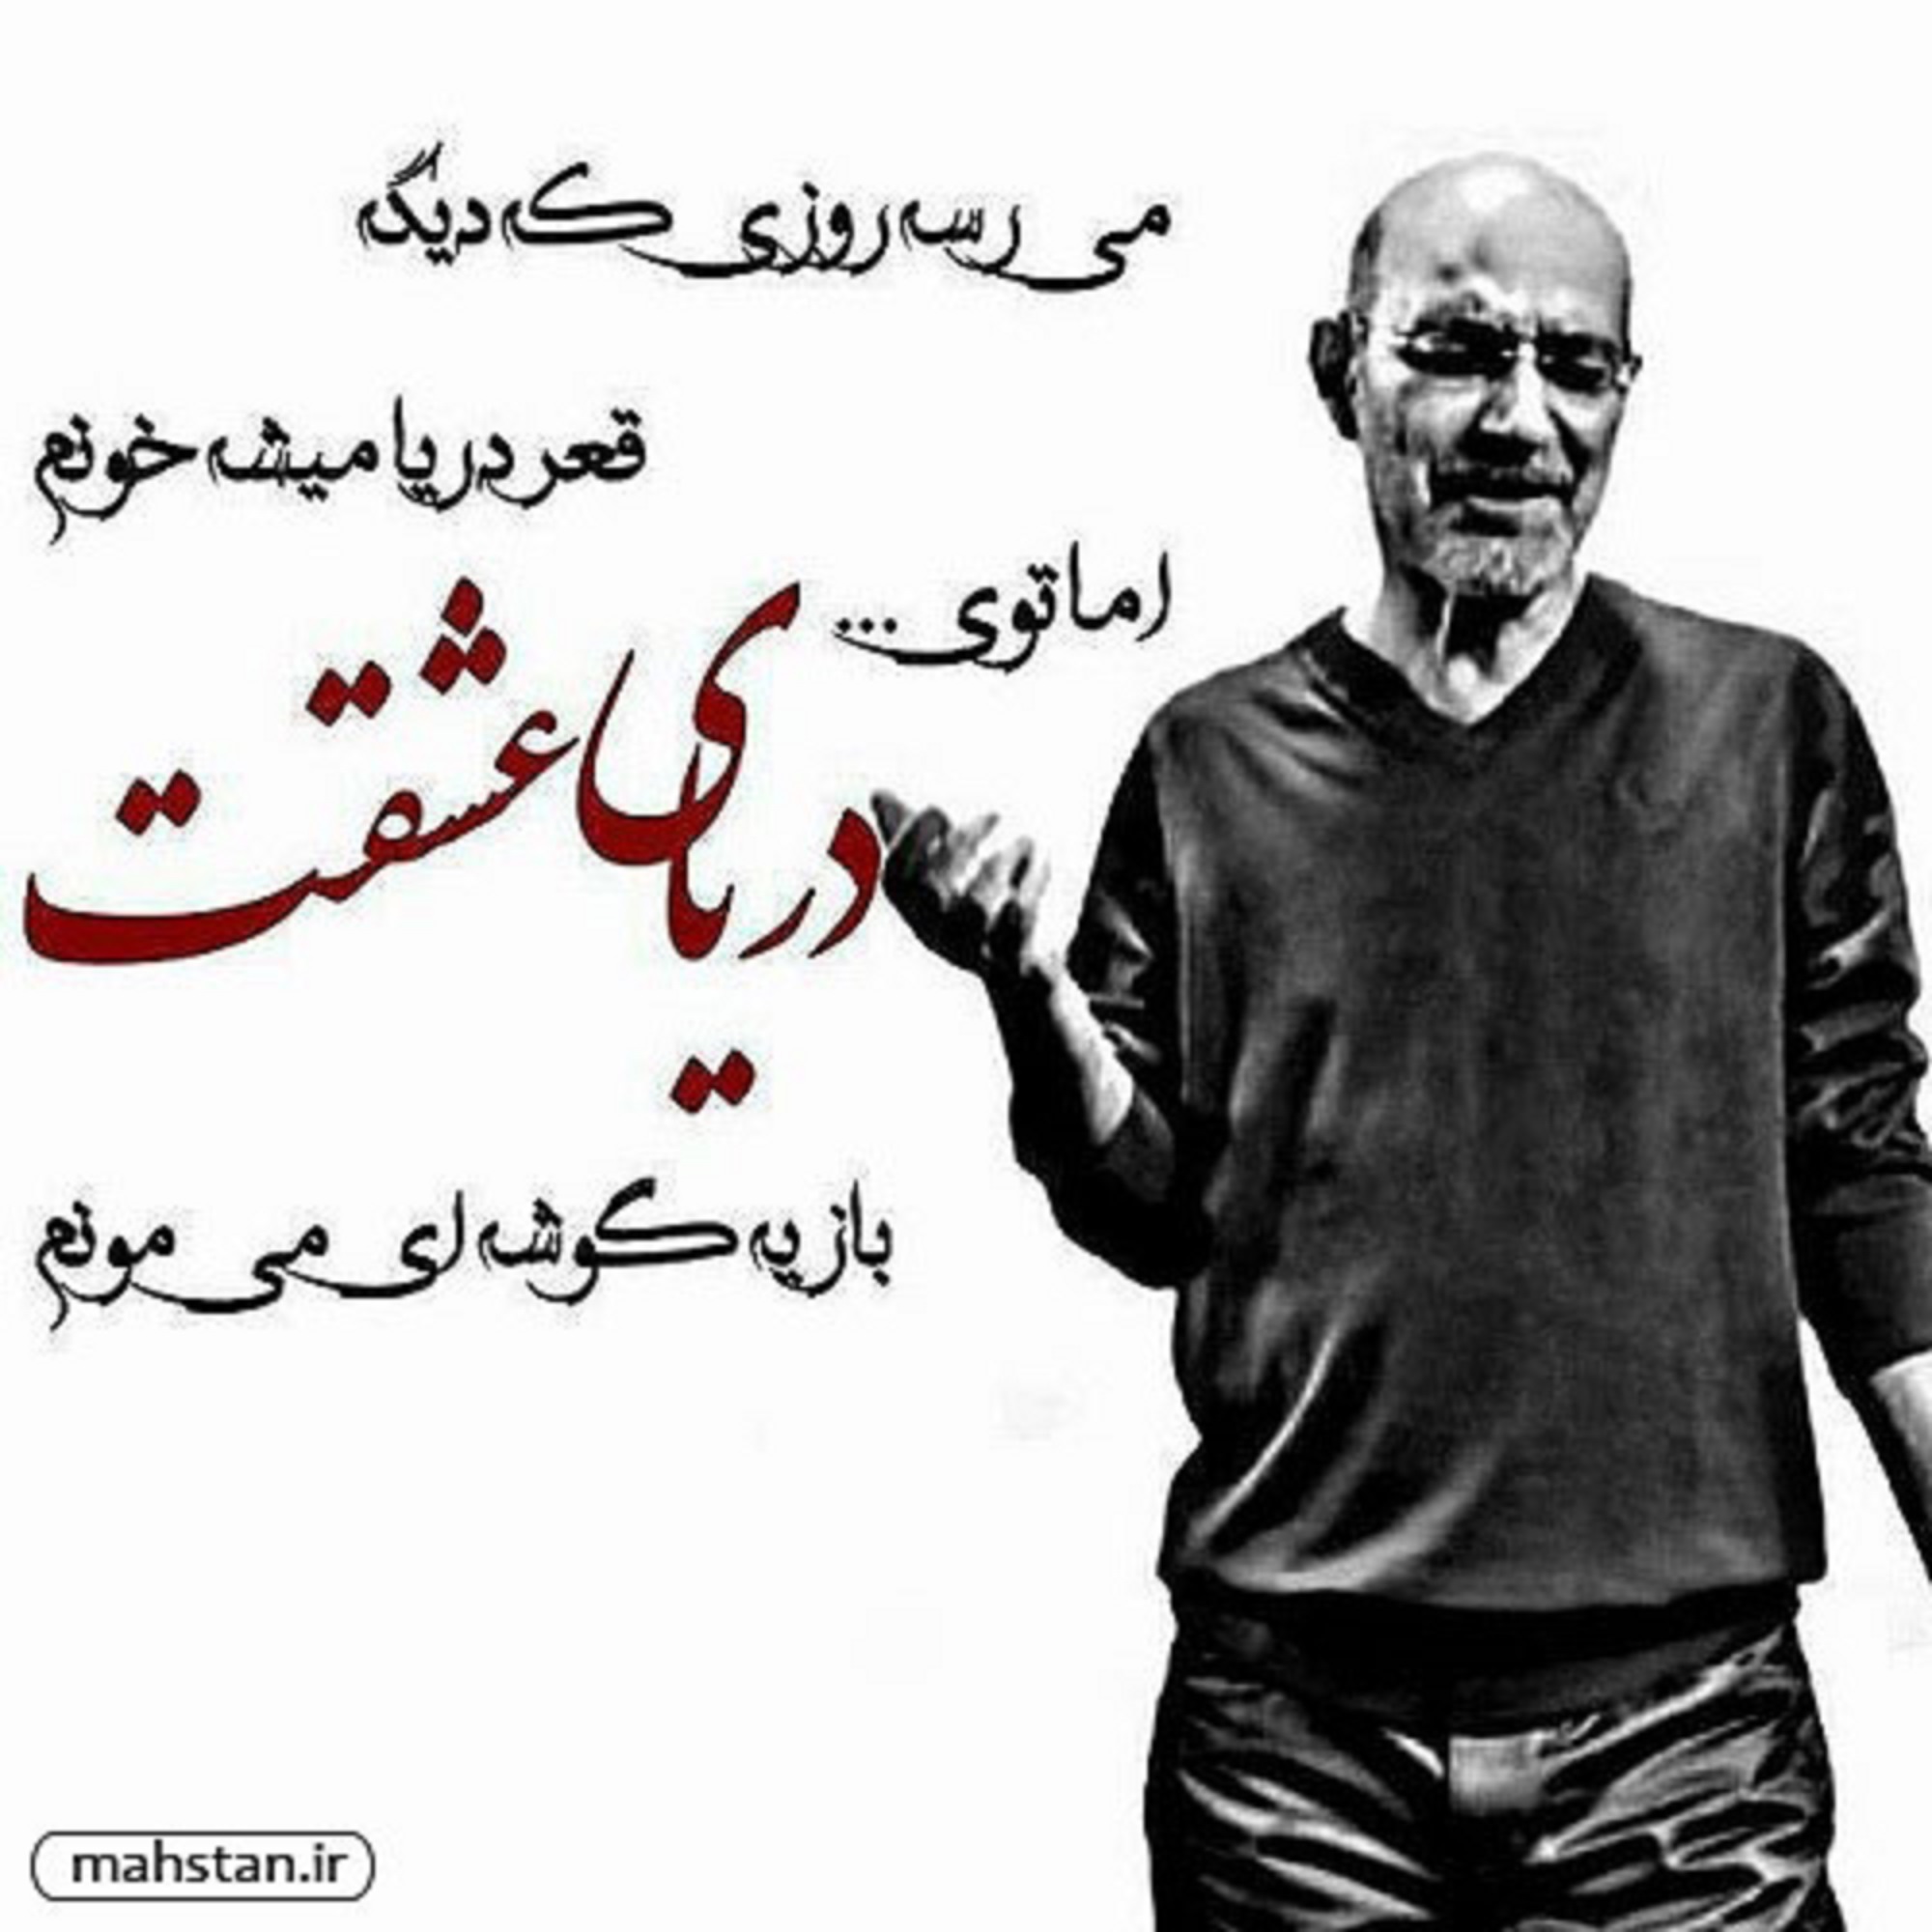 می رسه روزی که دیگه
قعر دریا میشه خونم
اما توی...
دریای عشقت
باز یه گوشه ای می مونم
mahstan.ir